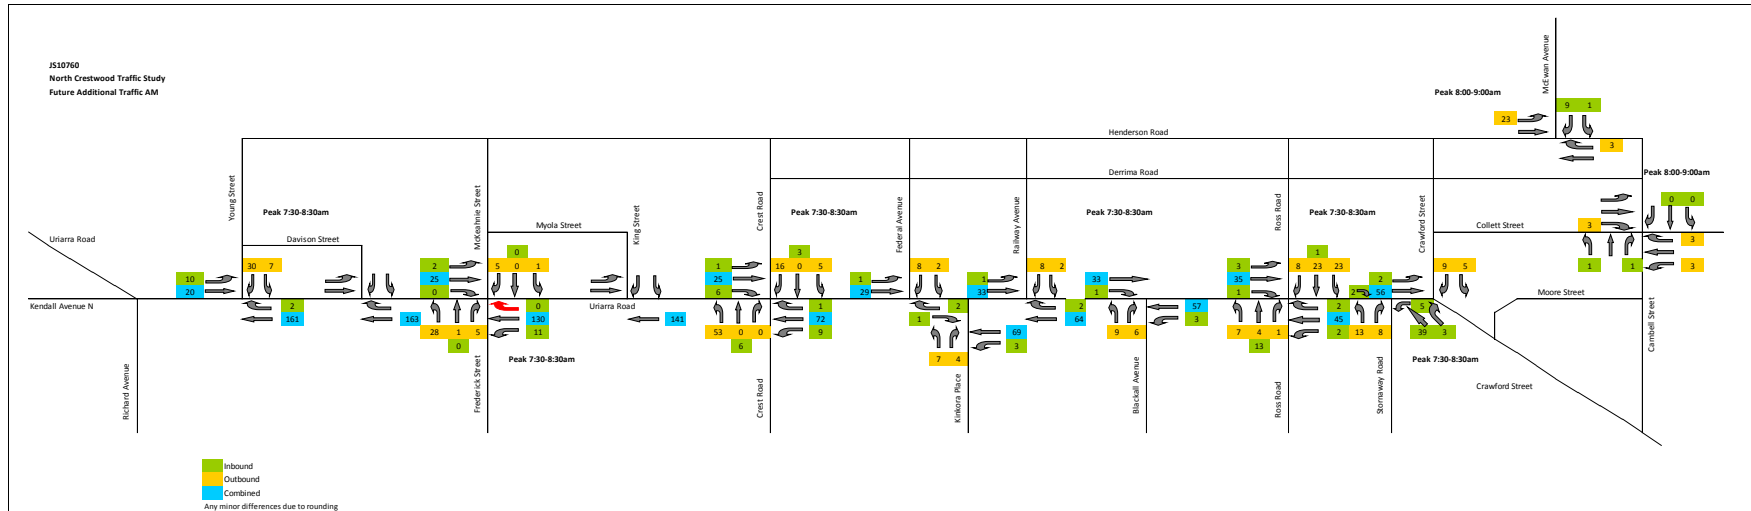 JS10760
North Crestwood Traffic Study
Future Additional Traffic AM
McEwan Avenue
Peak 8:00-9:00am
9 1
23
Henderson Road
3
Derrima Road
Peak 8:00-9:00am
Young Street
Peak 7:30-8:30am
McKeahnie Street
Myola Street
King Street
Crest Road
Peak 7:30-8:30am
Federal Avenue
Railway Avenue
Peak 7:30-8:30am
Ross Road
Peak 7:30-8:30am
Crawford Street
Collett Street
0 0
3
3
3
1 1
Uriarra Road
Davison Street
10
20
30 7
2
25
0
0
5 0 1
1
25
6
3
16 0 5
1
29
8 2
1
33
8 2
33
1
3
35
1
1
8 23 23
2
2 56
9 5
Kendall Avenue N
2
161
163
28 1 5
0
0
130
11
Uriarra Road
141
53 0 0
6
1
72
9
2
1
7 4
69
3
2
64
9 6
57
3
7 4 1
13
2
45
2
13 8
5
39 3
Moore Street
Peak 7:30-8:30am
Peak 7:30-8:30am
Richard Avenue
Frederick Street
Crest Road
Kinkora Place
Blackall Avenue
Ross Road
Stornaway Road
Crawford Street
Cambell Street
Inbound
Outbound
Combined
Any minor differences due to rounding